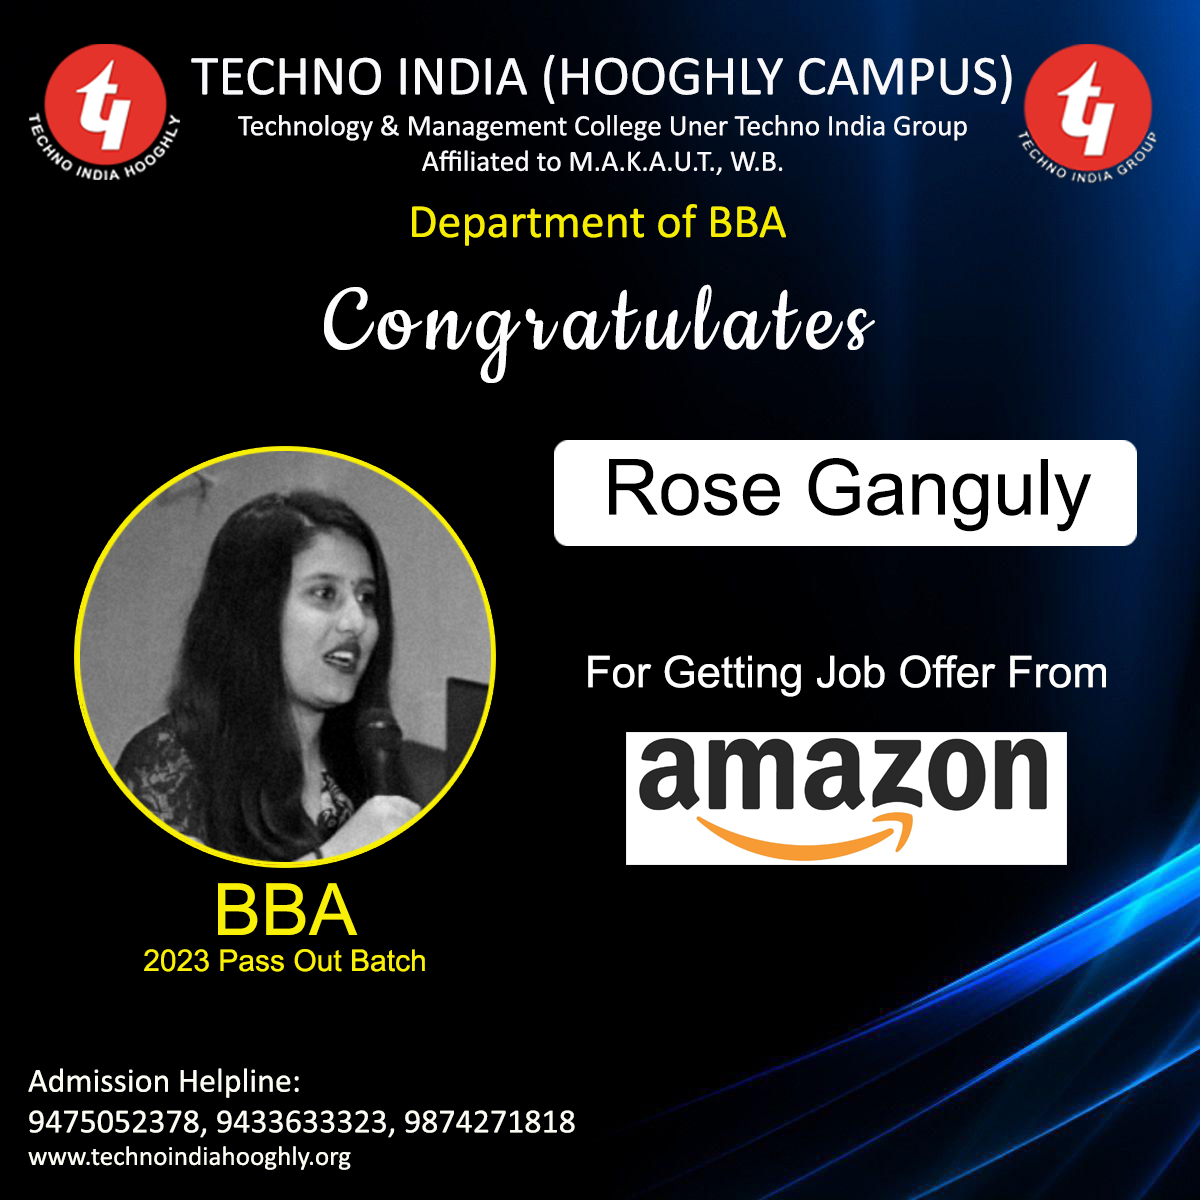 TECHNO INDIA (HOOGHLY CAMPUS)
Technology & Management College Uner Techno India Group
Affiliated to M.A.K.A.U.T., W.B.
TECHNO INDIA HOOGHLY
TECHNO INDIA GROUP
Department of BBA
Congratulates
Rose Ganguly
For Getting Job Offer From
amazon
BBA
2023 Pass Out Batch
Admission Helpline:
9475052378, 9433633323, 9874271818
www.technoindiahooghly.org